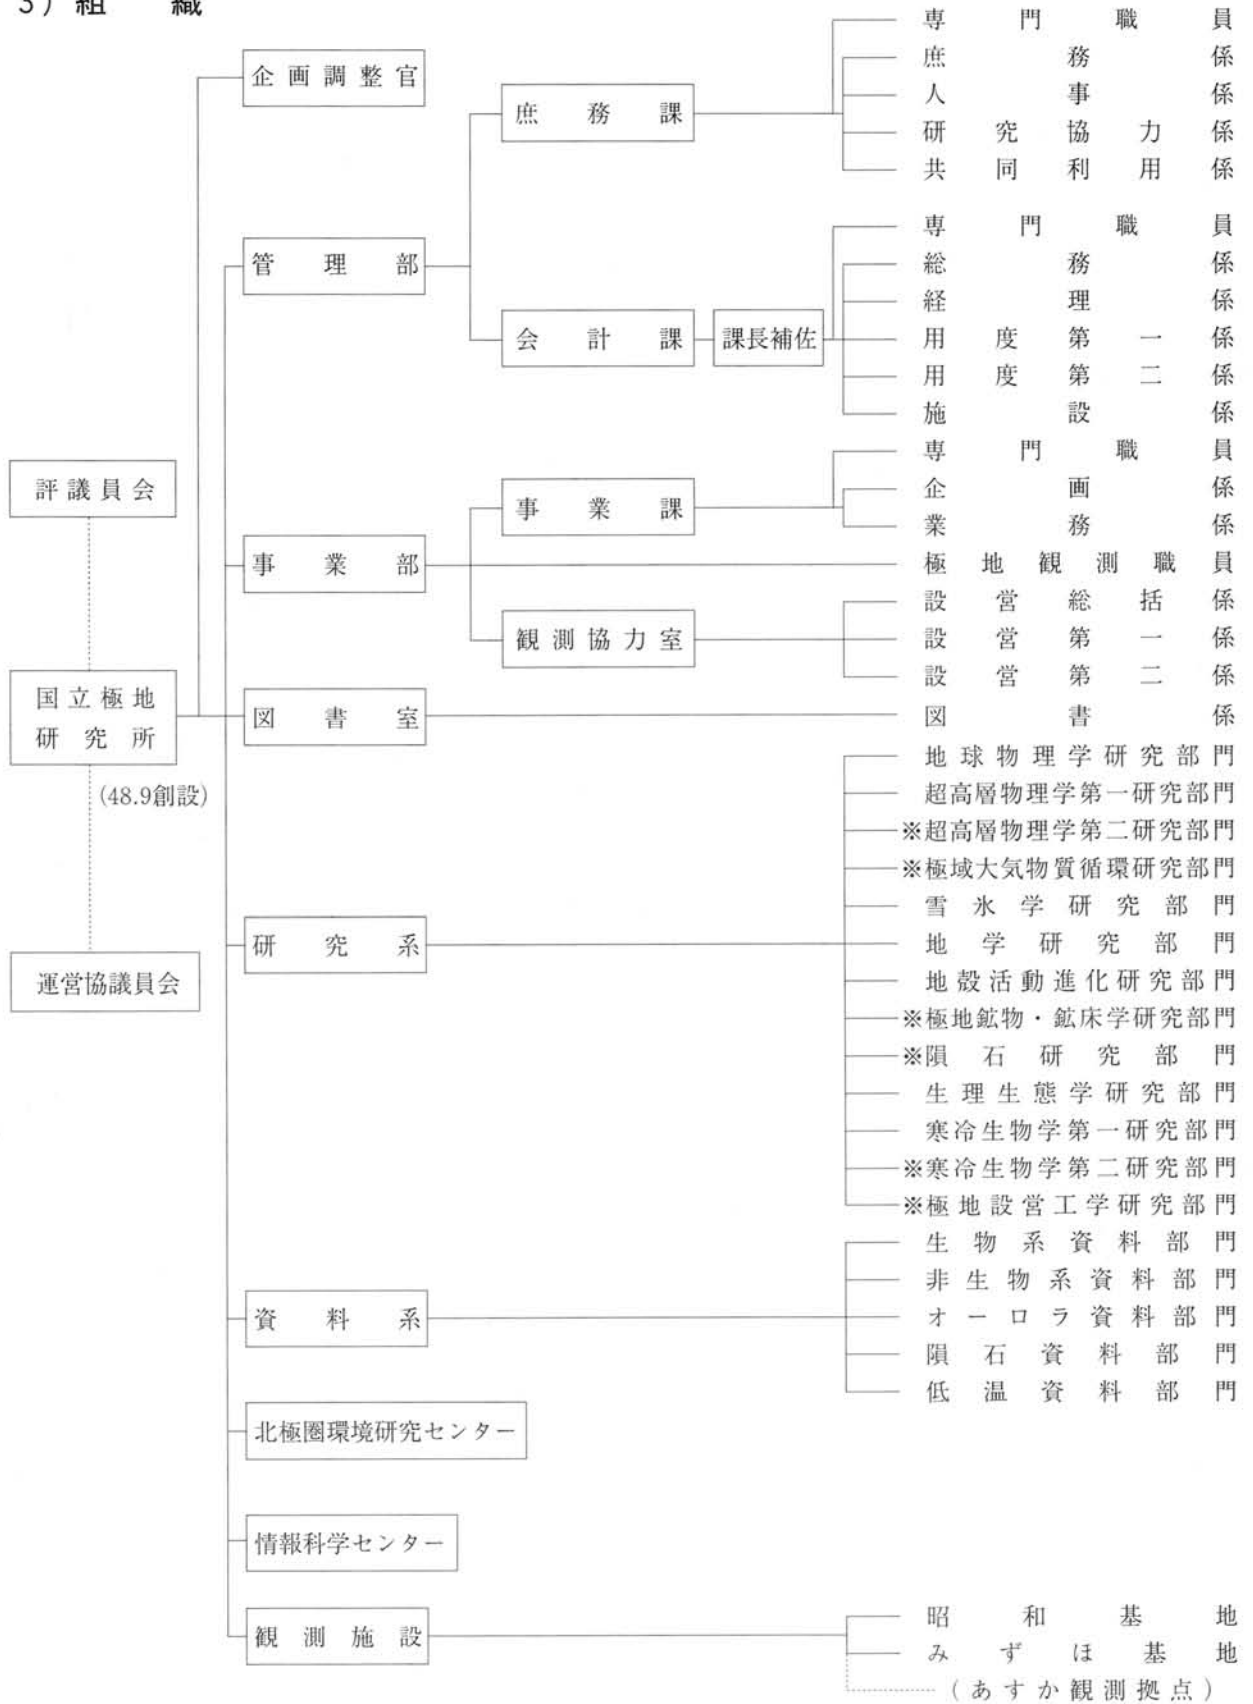 3) 組織
専門職員
庶務係
企画調整官
人事係
庶務課
研究協力係
共同利用係
専門職員
管理部
総務係
経理係
会計課
課長補佐
用度第一係
用度第二係
施設係
専門職員
評議員会
企画係
事業課
業務係
事業部
極地観測職員
設営総括係
観測協力室
設営第一係
設営第二係
国立極地
研究所
図書室
図書係
地球物理学研究部門
(48.9創設)
超高層物理学第一研究部門
※超高層物理学第二研究部門
※極域大気物質循環研究部門
雪氷学研究部門
研究系
地学研究部門
運営協議員会
地殻活動進化研究部門
※極地鉱物・鉱床学研究部門
※隕石研究部門
生理生態学研究部門
寒冷生物学第一研究部門
※寒冷生物学第二研究部門
※極地設営工学研究部門
生物系資料部門
非生物系資料部門
資料系
オーロラ資料部門
隕石資料部門
低温資料部門
北極圏環境研究センター
情報科学センター
観測施設
昭和基地
みずほ基地
(あすか観測拠点)